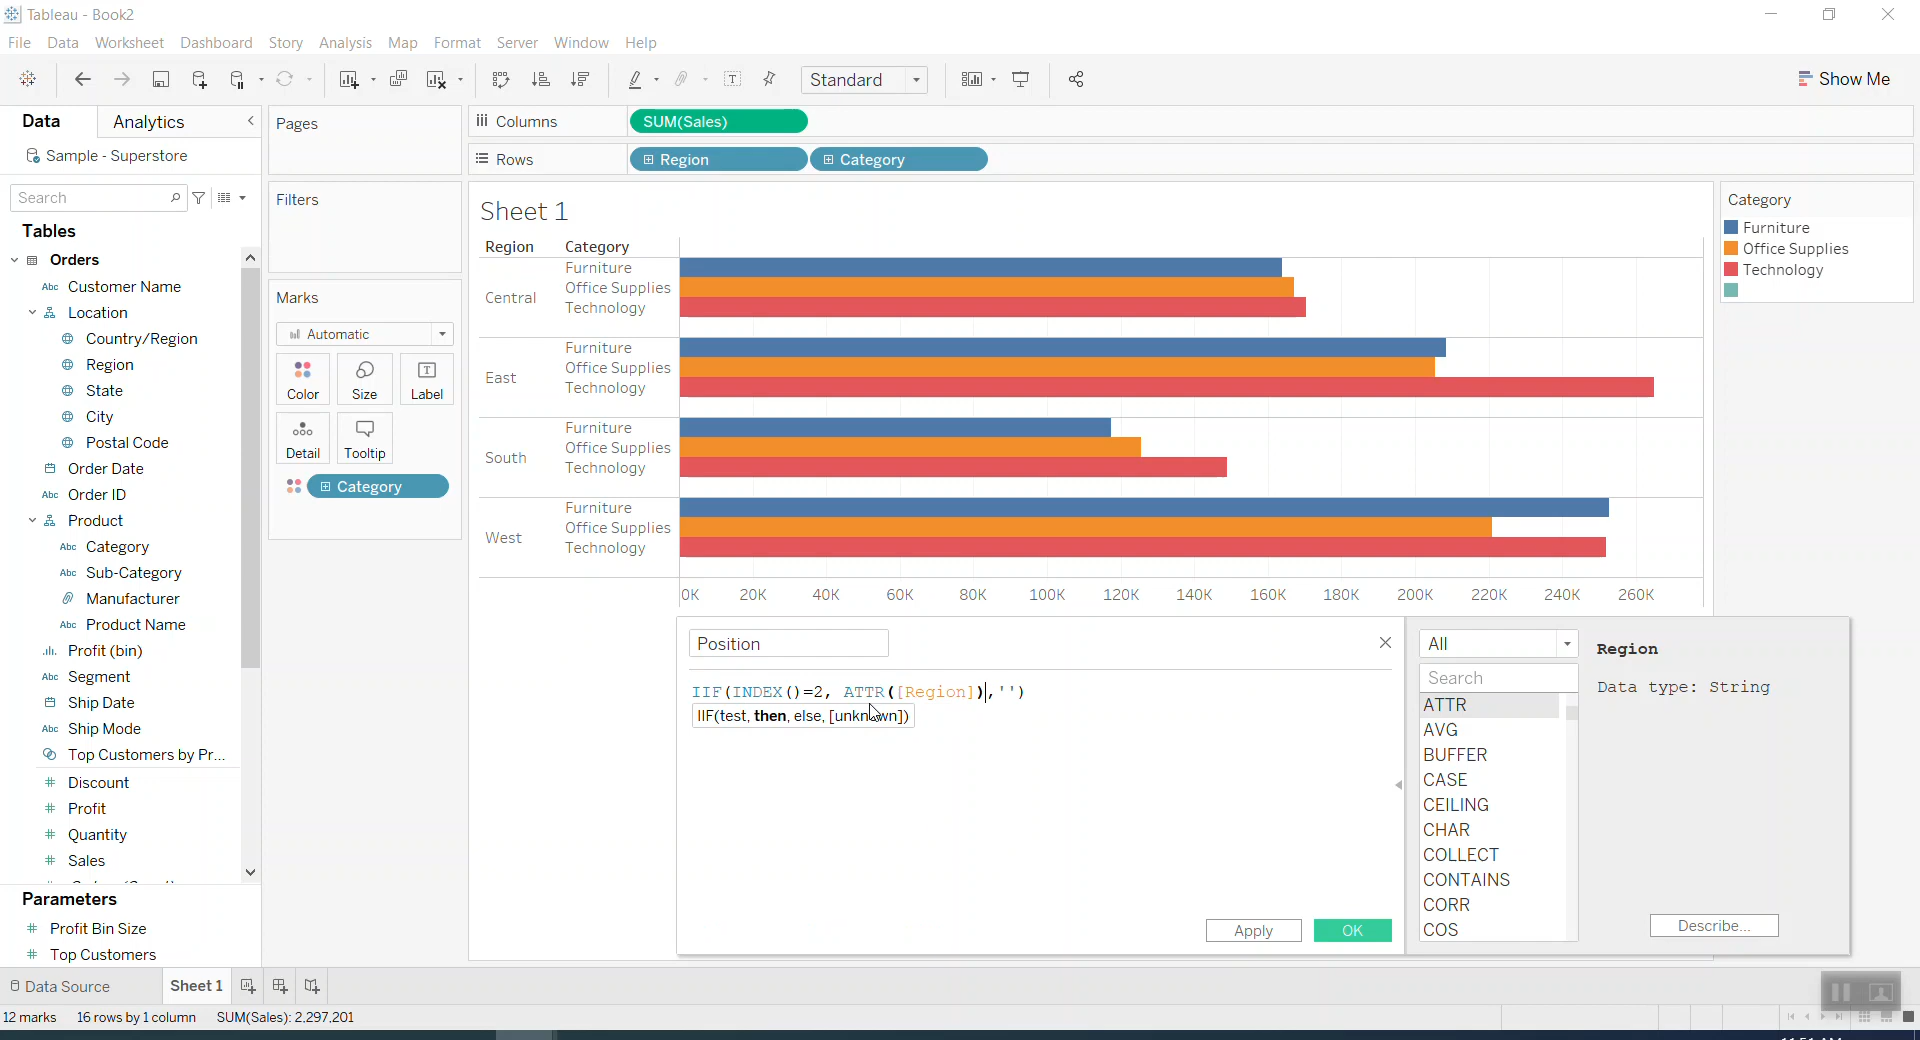 Tableau - Book2
File Data Worksheet Dashboard Story Analysis Map Format Server Window Help
Standard
Show Me
Data
Analytics
Sample - Superstore
Search
Tables
Orders
Abc Customer Name
Location
Country/Region
Region
State
City
Postal Code
Order Date
Abc Order ID
Product
Abc Category
Abc Sub-Category
Manufacturer
Abc Product Name
Profit (bin)
Abc Segment
Ship Date
Abc Ship Mode
Top Customers by Pr...
# Discount
# Profit
# Quantity
# Sales
Parameters
# Profit Bin Size
# Top Customers
Pages
Filters
Marks
Automatic
Color
Size
Label
Detail
Tooltip
Category
Columns
SUM(Sales)
Rows
Region
Category
Sheet 1
Region
Category
Central
Furniture
Office Supplies
Technology
East
Furniture
Office Supplies
Technology
South
Furniture
Office Supplies
Technology
West
Furniture
Office Supplies
Technology
0K 20K 40K 60K 80K 100K 120K 140K 160K 180K 200K 220K 240K 260K
Category
Furniture
Office Supplies
Technology
Position
IIF(INDEX()=2, ATTR([Region]),'')
IIF(test, then, else, [unknown])
Apply
OK
All
Search
ATTR
AVG
BUFFER
CASE
CEILING
CHAR
COLLECT
CONTAINS
CORR
COS
Region
Data type: String
Describe...
Data Source
Sheet 1
12 marks 16 rows by 1 column SUM(Sales): 2,297,201